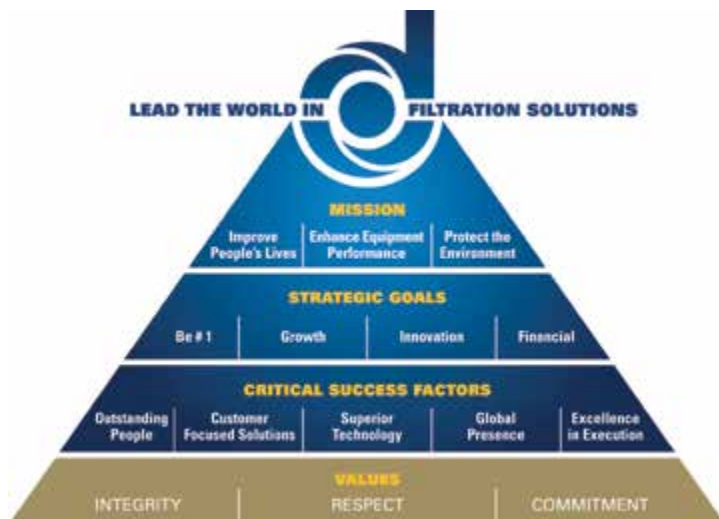 LEAD THE WORLD IN FILTRATION SOLUTIONS
MISSION
Improve People's Lives
Enhance Equipment Performance
Protect the Environment
STRATEGIC GOALS
Be # 1
Growth
Innovation
Financial
CRITICAL SUCCESS FACTORS
Outstanding People
Customer Focused Solutions
Superior Technology
Global Presence
Excellence in Execution
VALUES
INTEGRITY
RESPECT
COMMITMENT